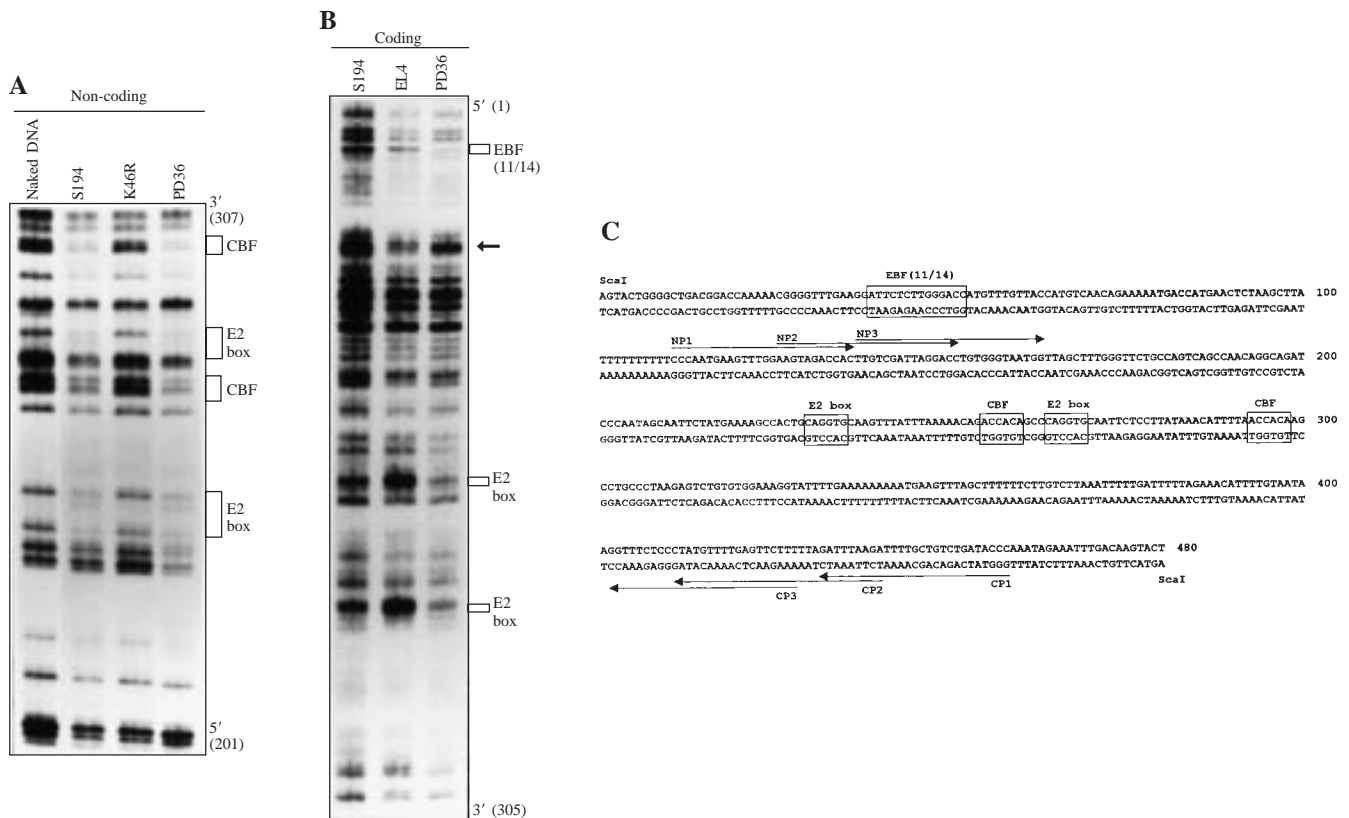 A
Non-coding
Naked DNA
S194
K46R
PD36
3′
(307)
CBF
E2
box
CBF
E2
box
5′
(201)
B
Coding
S194
EL4
PD36
5′ (1)
EBF
(11/14)
E2
box
E2
box
3′ (305)
C
ScaI
EBF(11/14)
AGTACTGGGGCTGACGGACCAAAAACGGGGTTTGAAGGATTCTCTTGGGACCATGTTTGTTACCATGTCAACAGAAAAATGACCATGAACTCTAAGCTTA 100
TCATGACCCCGACTGCCTGGTTTTTGCCCCAAACTTCCTAAGAGAACCCTGGTACAAACAATGGTACAGTTGTCTTTTTACTGGTACTTGAGATTCGAAT
NP1 NP2 NP3
TTTTTTTTTTCCCAATGAAGTTTGGAAGTAGACCACTTGTCGATTAGGACCTGTGGGTAATGGTTAGCTTTGGGTTCTGCCAGTCAGCCAACAGGCAGAT 200
AAAAAAAAAAGGGTTACTTCAAACCTTCATCTGGTGAACAGCTAATCCTGGACACCCATTACCAATCGAAACCCAAGACGGTCAGTCGGTTGTCCGTCTA
E2 box CBF E2 box CBF
CCCAATAGCAATTCTATGAAAAGCCACTGCAGGTGCAAGTTTATTTAAAAACAGACCACAGCCCAGGTGCAATTCTCCTTATAAACATTTTAACCACAAG 300
GGGTTATCGTTAAGATACTTTTCGGTGACGTCCACGTTCAAATAAATTTTTGTCTGGTGTCGGGTCCACGTTAAGAGGAATATTTGTAAAATTGGTGTTC
CCTGCCCTAAGAGTCTGTGTGGAAAGGTATTTTGAAAAAAAAATGAAGTTTAGCTTTTTTCTTGTCCTAAATTTTTGATTTTTAGAAACATTTTGTAATA 400
GGACGGGATTCTCAGACACACCTTTCCATAAAACTTTTTTTTTACTTCAAATCGAAAAAAGAACAGAATTTAAAAACTAAAAATCTTTGTAAAACATTAT
AGGTTTCTCCCTATGTTTTGAGTTCTTTTTAGATTTAAGATTTTGCTGTCTGATACCCAAATAGAAATTTGACAAGTACT 480
TCCAAAGAGGGATACAAAACTCAAGAAAAATCTAAATTCTAAAACGACAGACTATGGGTTTATCTTTAAACTGTTCATGA
ScaI
CP3 CP2 CP1